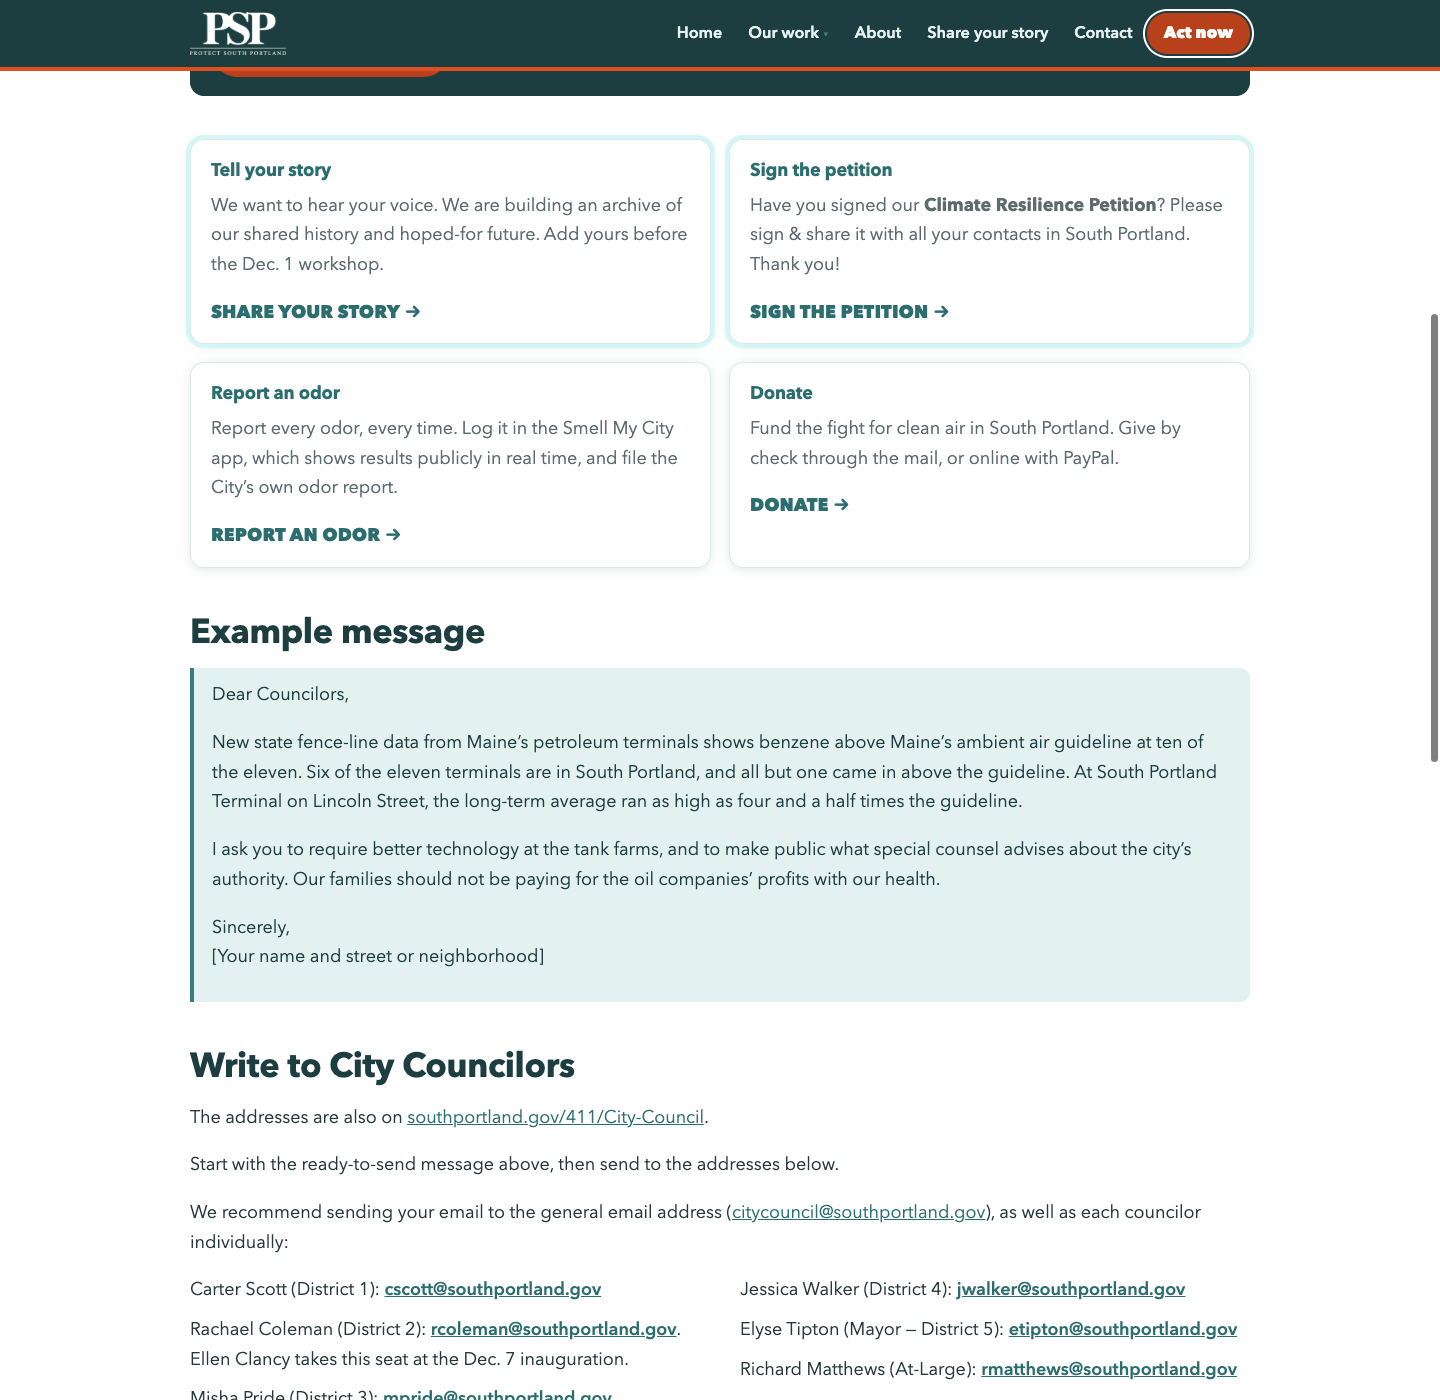 PSP
PROTECT SOUTH PORTLAND
Home
Our work
About
Share your story
Contact
Act now
Tell your story
We want to hear your voice. We are building an archive of
our shared history and hoped-for future. Add yours before
the Dec. 1 workshop.
SHARE YOUR STORY →
Sign the petition
Have you signed our Climate Resilience Petition? Please
sign & share it with all your contacts in South Portland.
Thank you!
SIGN THE PETITION →
Report an odor
Report every odor, every time. Log it in the Smell My City
app, which shows results publicly in real time, and file the
City’s own odor report.
REPORT AN ODOR →
Donate
Fund the fight for clean air in South Portland. Give by
check through the mail, or online with PayPal.
DONATE →
Example message
Dear Councilors,
New state fence-line data from Maine’s petroleum terminals shows benzene above Maine’s ambient air guideline at ten of
the eleven. Six of the eleven terminals are in South Portland, and all but one came in above the guideline. At South Portland
Terminal on Lincoln Street, the long-term average ran as high as four and a half times the guideline.
I ask you to require better technology at the tank farms, and to make public what special counsel advises about the city’s
authority. Our families should not be paying for the oil companies’ profits with our health.
Sincerely,
[Your name and street or neighborhood]
Write to City Councilors
The addresses are also on southportland.gov/411/City-Council.
Start with the ready-to-send message above, then send to the addresses below.
We recommend sending your email to the general email address (citycouncil@southportland.gov), as well as each councilor
individually:
Carter Scott (District 1): cscott@southportland.gov
Rachael Coleman (District 2): rcoleman@southportland.gov.
Ellen Clancy takes this seat at the Dec. 7 inauguration.
Misha Pride (District 3): mpride@southportland.gov
Jessica Walker (District 4): jwalker@southportland.gov
Elyse Tipton (Mayor – District 5): etipton@southportland.gov
Richard Matthews (At-Large): rmatthews@southportland.gov